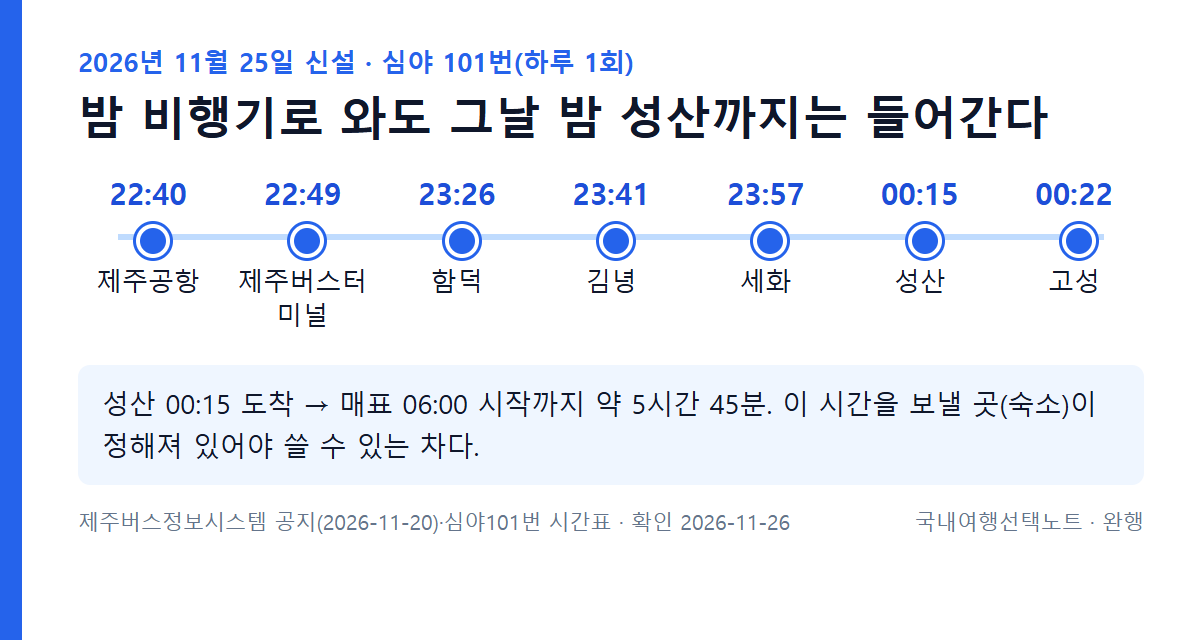 2026년 11월 25일 신설 · 심야 101번(하루 1회)
밤 비행기로 와도 그날 밤 성산까지는 들어간다
22:40 22:49 23:26 23:41 23:57 00:15 00:22
제주공항 제주버스터 함덕 김녕 세화 성산 고성
미널
성산 00:15 도착 → 매표 06:00 시작까지 약 5시간 45분. 이 시간을 보낼 곳(숙소)이
정해져 있어야 쓸 수 있는 차다.
제주버스정보시스템 공지(2026-11-20)·심야101번 시간표 · 확인 2026-11-26 국내여행선택노트 · 완행